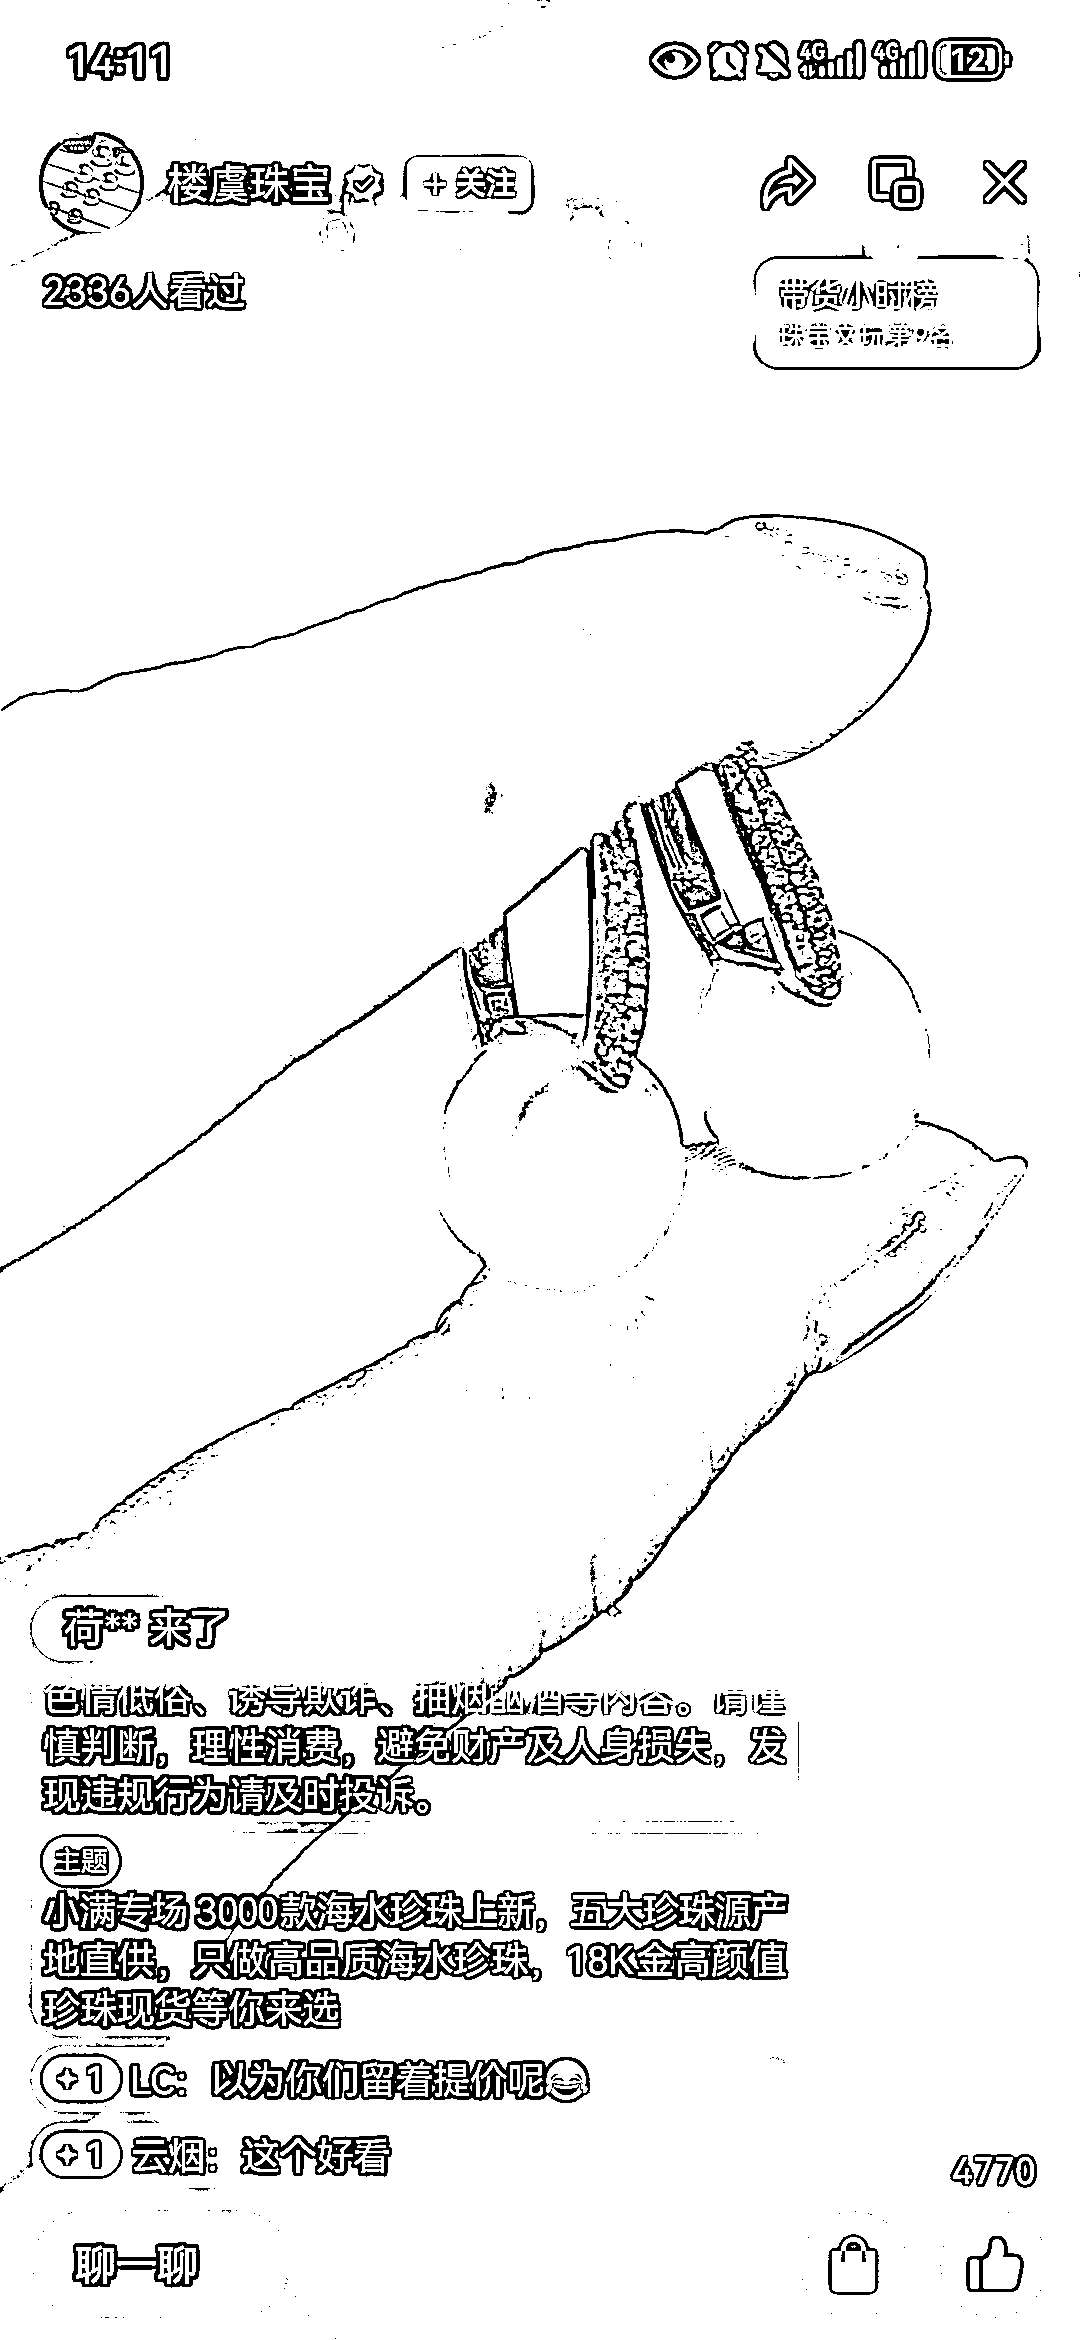 14:11
4G 4G 12
楼虞珠宝 + 关注
2336人看过
带货小时榜
荷** 来了
色情低俗、诱导欺诈、抽烟酗酒等内容。请谨
慎判断，理性消费，避免财产及人身损失，发
现违规行为请及时投诉。
主题
小满专场 3000款海水珍珠上新，五大珍珠源产
地直供，只做高品质海水珍珠，18K金高颜值
珍珠现货等你来选
+1 LC：以为你们留着提价呢😂
+1 云烟：这个好看
4770
聊一聊